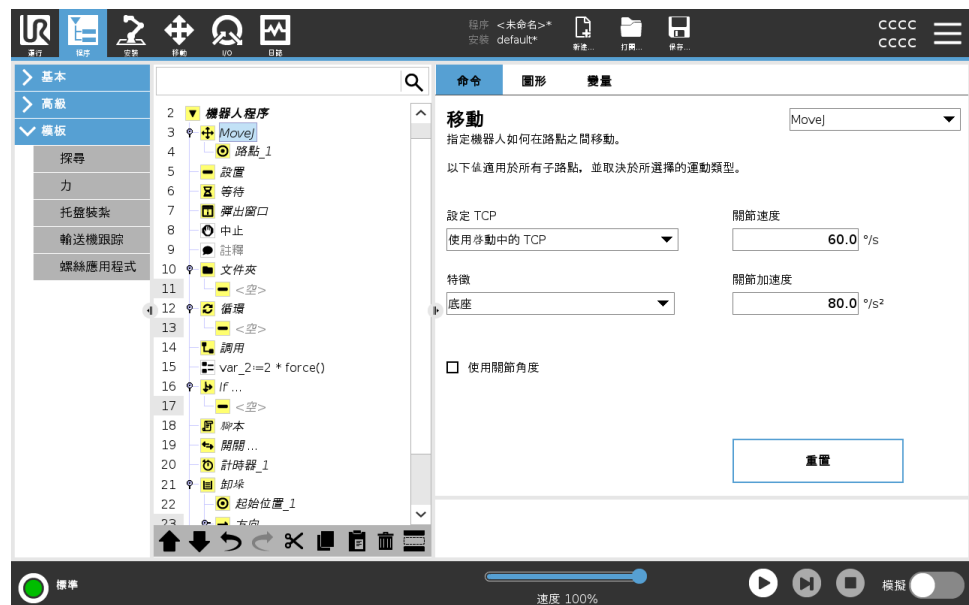 程序 <未命名>*
安裝 default*
運行
程序
安裝
移動
I/O
日誌
新建...
打開...
保存...
CCCC
CCCC
基本
高級
模板
探尋
力
托盤裝紮
輸送機跟踪
螺絲應用程式
2 機器人程序
3 MoveJ
4 路點_1
5 設置
6 等待
7 彈出窗口
8 中止
9 註釋
10 文件夾
11 <空>
12 循環
13 <空>
14 調用
15 var_2:=2 * force()
16 If ...
17 <空>
18 腳本
19 開關 ...
20 計時器_1
21 卸垛
22 起始位置_1
23 方向
命令
圖形
變量
移動
MoveJ
指定機器人如何在路點之間移動。
以下值適用於所有子路點，並取決於所選擇的運動類型。
設定 TCP
關節速度
使用啓動中的 TCP
60.0 °/s
特徵
關節加速度
底座
80.0 °/s²
使用關節角度
重置
標準
速度 100%
模擬